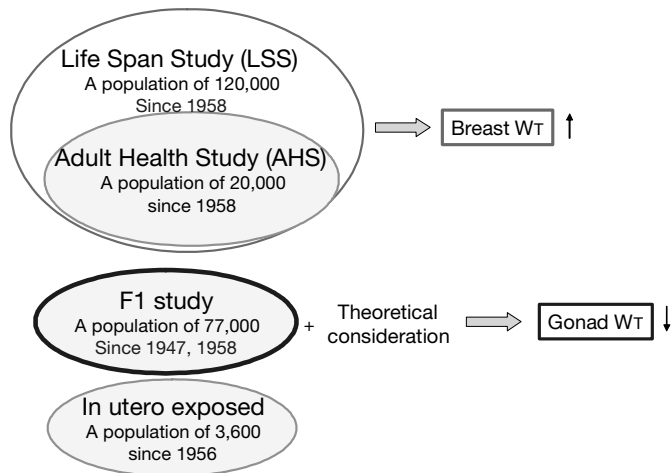 Life Span Study (LSS)
A population of 120,000
Since 1958
Breast WT ↑
Adult Health Study (AHS)
A population of 20,000
since 1958
F1 study
A population of 77,000
Since 1947, 1958
+
Theoretical
consideration
Gonad WT ↓
In utero exposed
A population of 3,600
since 1956